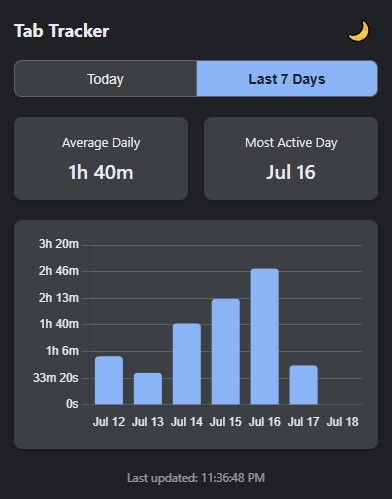 Tab Tracker
Today
Last 7 Days
Average Daily
1h 40m
Most Active Day
Jul 16
3h 20m
2h 46m
2h 13m
1h 40m
1h 6m
33m 20s
0s
Jul 12 Jul 13 Jul 14 Jul 15 Jul 16 Jul 17 Jul 18
Last updated: 11:36:48 PM